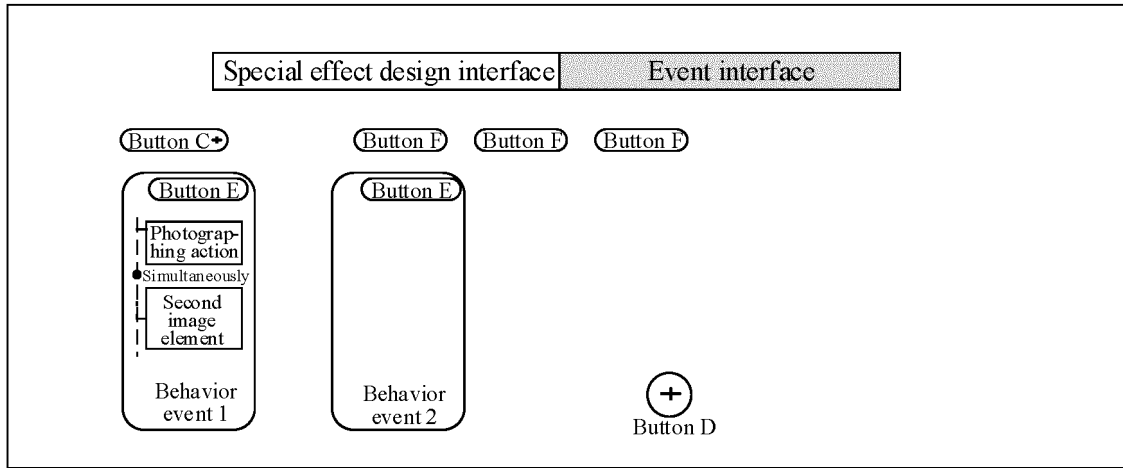 Special effect design interface Event interface
Button C+ Button F Button F Button F
Button E Button E
Photograp-
hing action
Simultaneously
Second
image
element
Behavior
event 1
Behavior
event 2
+
Button D